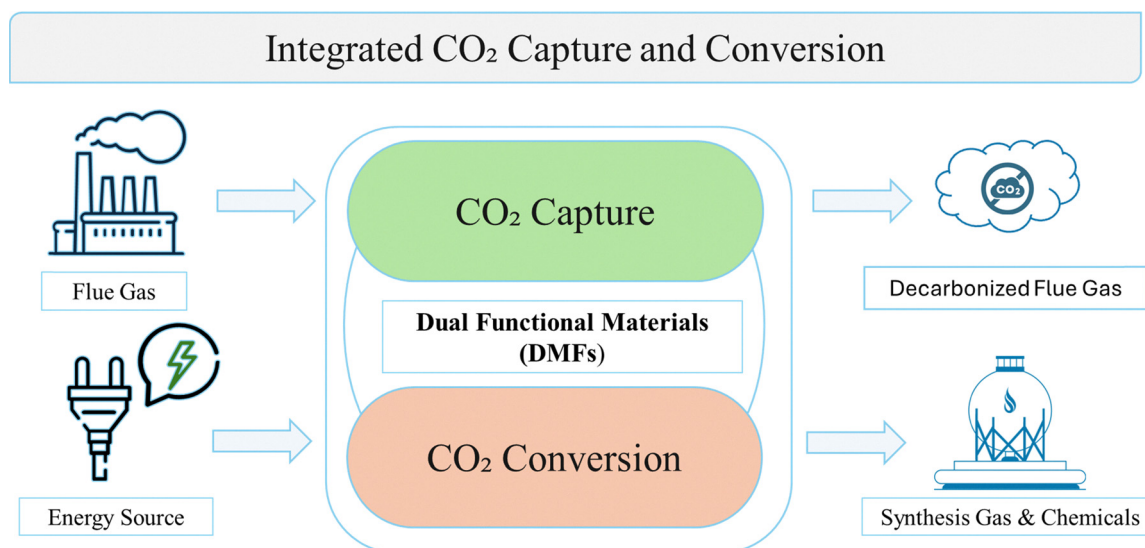 Integrated CO₂ Capture and Conversion
Flue Gas
CO₂ Capture
CO₂
Decarbonized Flue Gas
Dual Functional Materials
(DMFs)
Energy Source
CO₂ Conversion
Synthesis Gas & Chemicals